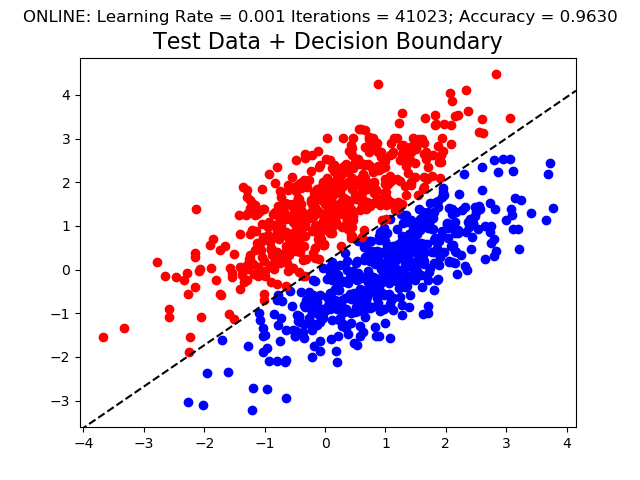 ONLINE: Learning Rate = 0.001 Iterations = 41023; Accuracy = 0.9630
Test Data + Decision Boundary
4
3
2
1
0
−1
−2
−3
−4 −3 −2 −1 0 1 2 3 4